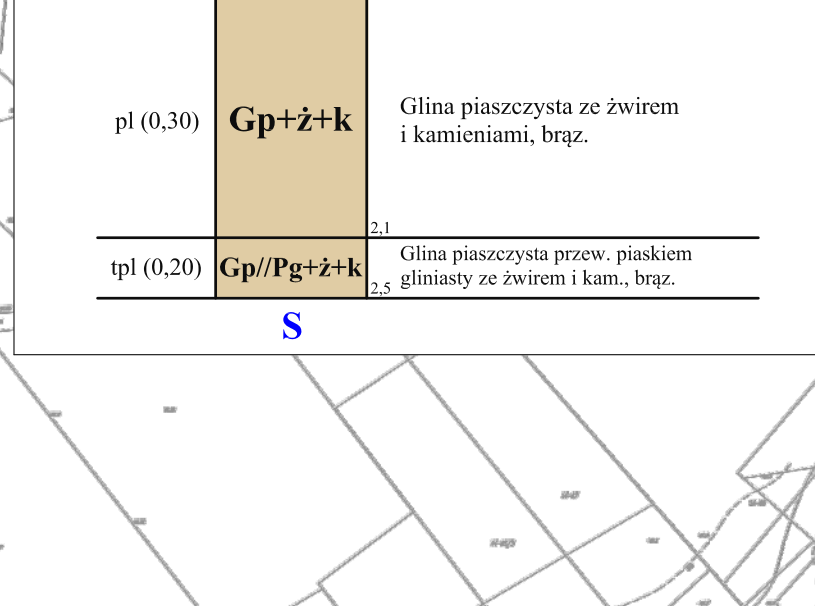 pl (0,30)
Gp+ż+k
Glina piaszczysta ze żwirem
i kamieniami, brąz.
2,1
tpl (0,20)
Gp//Pg+ż+k
Glina piaszczysta przew. piaskiem
gliniasty ze żwirem i kam., brąz.
2,5
S